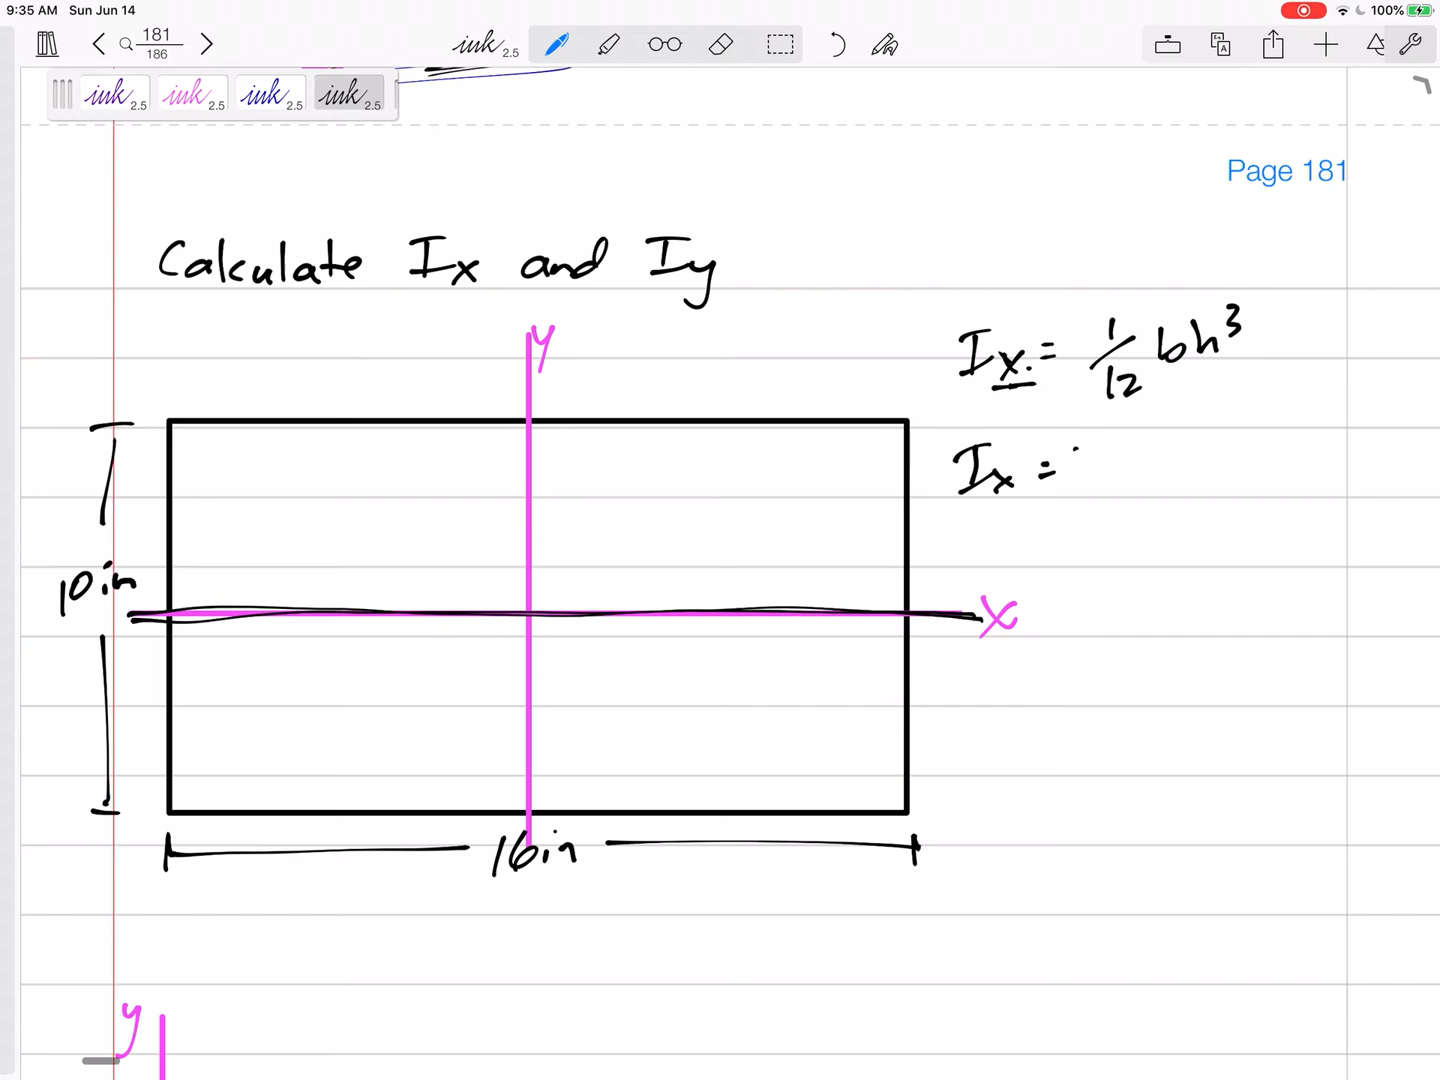 9:35 AM Sun Jun 14
100%
181
186
ink 2.5
ink 2.5
ink 2.5
ink 2.5
ink 2.5
Page 181
Calculate Ix and Iy
y
Ix = 1/12 bh³
Ix =
10in
x
16in
y